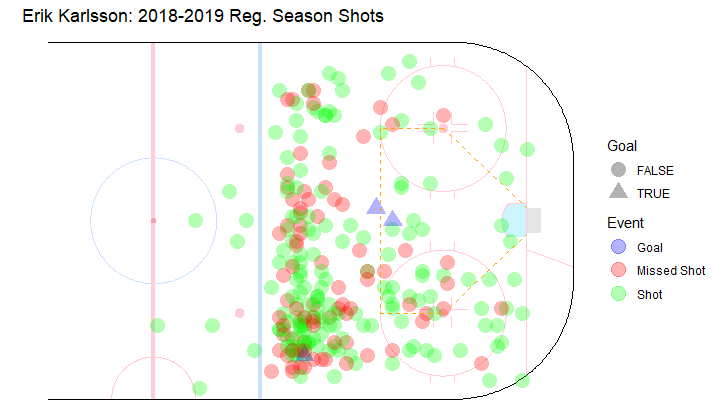 Erik Karlsson: 2018-2019 Reg. Season Shots
Goal
FALSE
TRUE
Event
Goal
Missed Shot
Shot